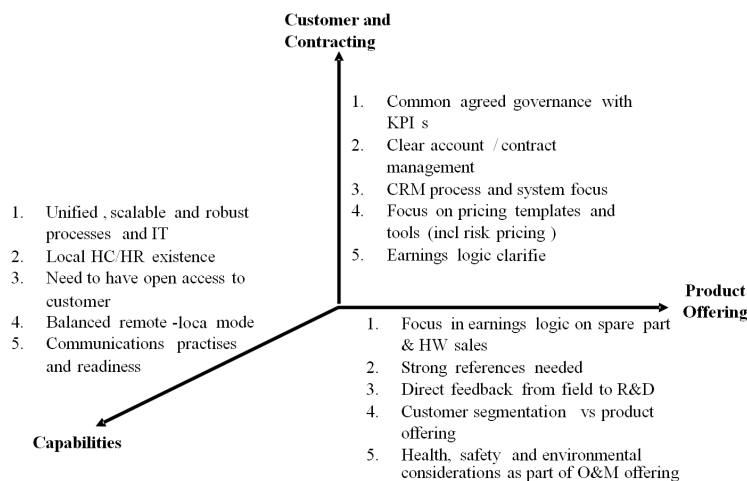 Customer and
Contracting
1. Common agreed governance with
KPI s
2. Clear account / contract
management
3. CRM process and system focus
4. Focus on pricing templates and
tools (incl risk pricing )
5. Earnings logic clarifie
1. Unified , scalable and robust
processes and IT
2. Local HC/HR existence
3. Need to have open access to
customer
4. Balanced remote -loca mode
5. Communications practises
and readiness
Capabilities
Product
Offering
1. Focus in earnings logic on spare part
& HW sales
2. Strong references needed
3. Direct feedback from field to R&D
4. Customer segmentation vs product
offering
5. Health, safety and environmental
considerations as part of O&M offering